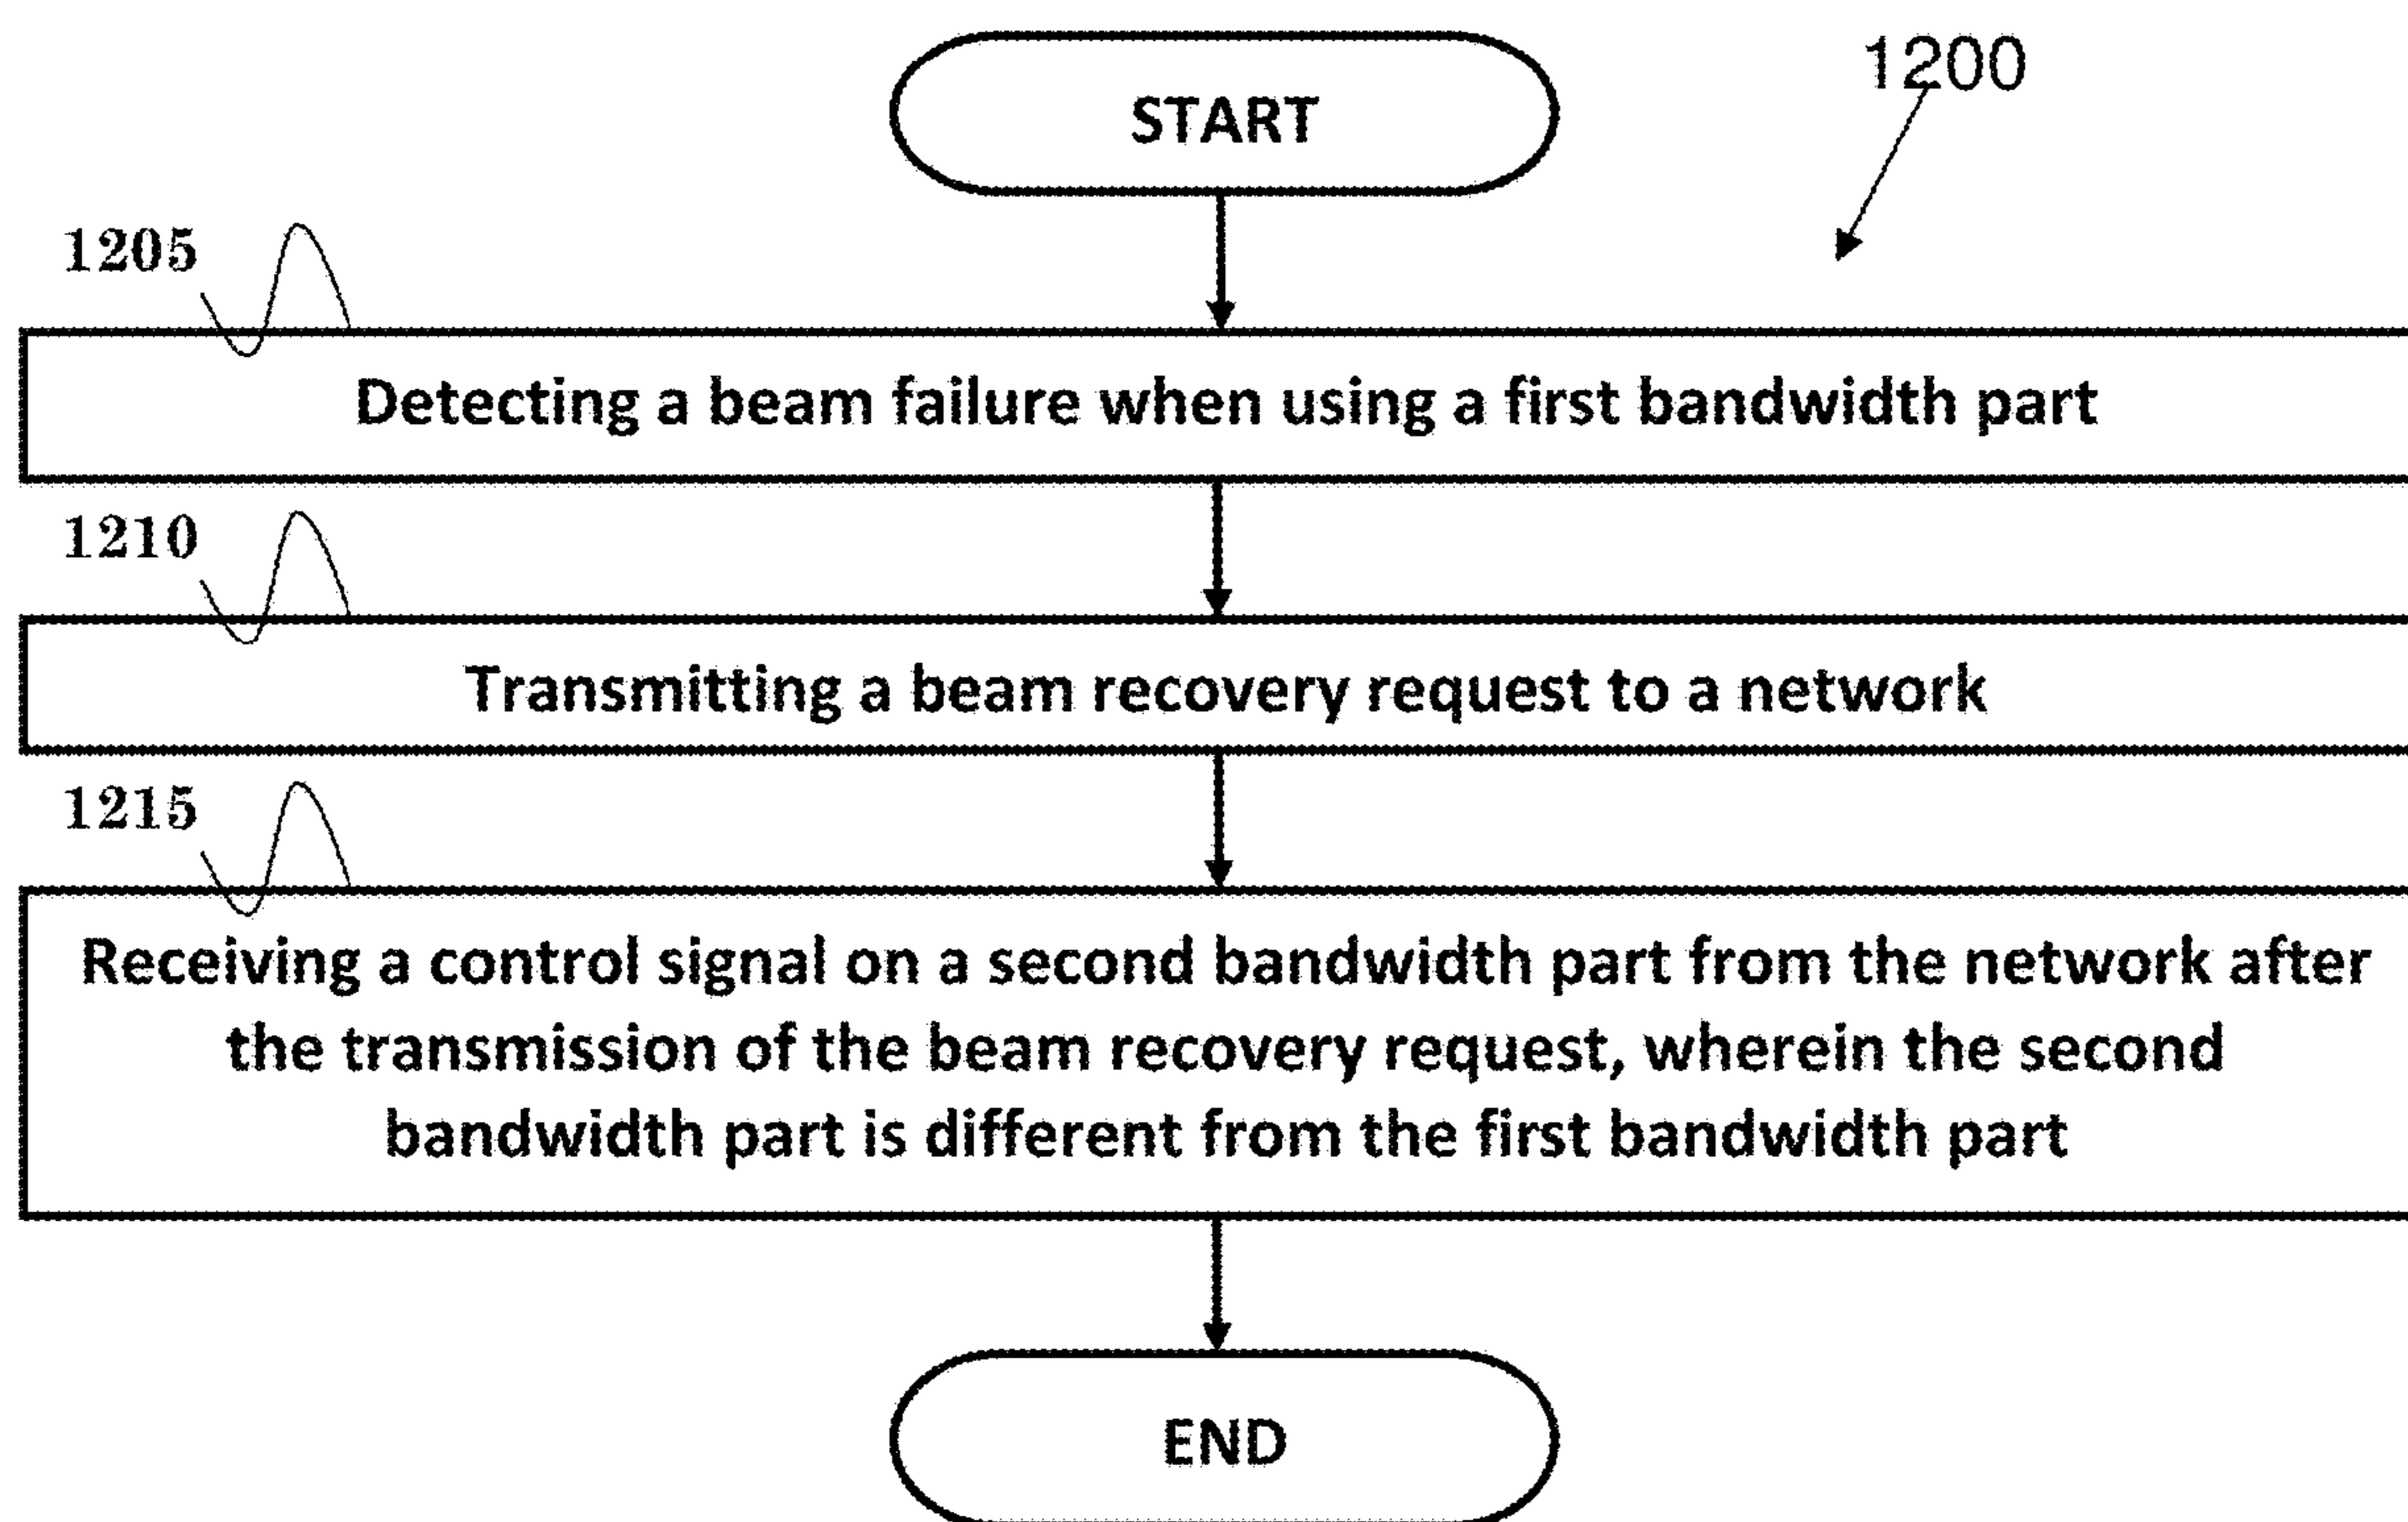 START
1200
1205
Detecting a beam failure when using a first bandwidth part
1210
Transmitting a beam recovery request to a network
1215
Receiving a control signal on a second bandwidth part from the network after
the transmission of the beam recovery request, wherein the second
bandwidth part is different from the first bandwidth part
END